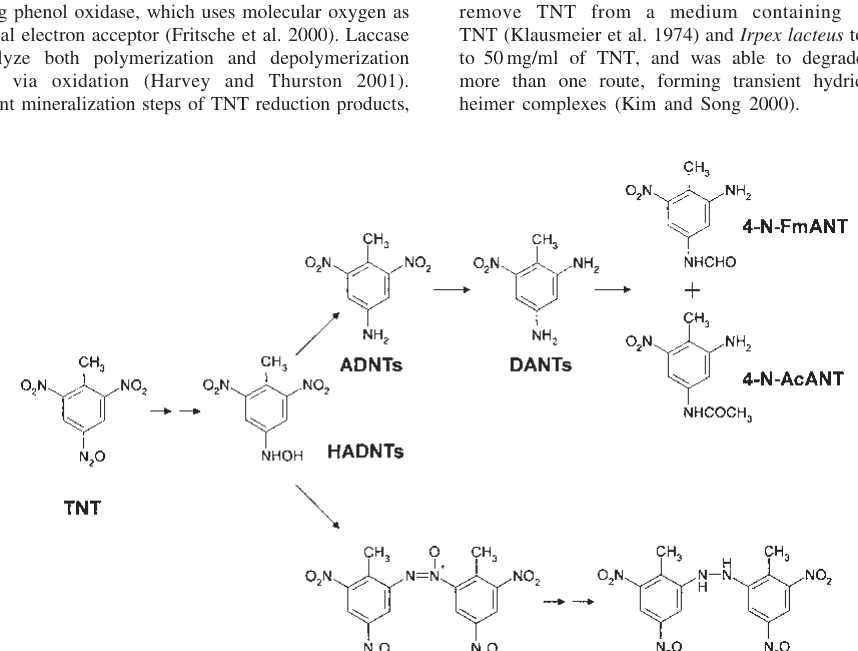 g phenol oxidase, which uses molecular oxygen as
al electron acceptor (Fritsche et al. 2000). Laccase
lyze both polymerization and depolymerization
via oxidation (Harvey and Thurston 2001).
nt mineralization steps of TNT reduction products,
remove TNT from a medium containing
TNT (Klausmeier et al. 1974) and Irpex lacteus to
to 50 mg/ml of TNT, and was able to degrade
more than one route, forming transient hydric
heimer complexes (Kim and Song 2000).
CH3
O2N NH2
4-N-FmANT
NHCHO
+
CH3
O2N NH2
4-N-AcANT
NHCOCH3
CH3
O2N NO2
NH2
ADNTs
CH3
O2N NH2
NH2
DANTs
CH3
O2N NO2
N2O
TNT
CH3
O2N NO2
NHOH
HADNTs
CH3 O CH3
O2N N=N+ NO2
N2O N2O
CH3 H CH3
O2N N–N NO2
H
N2O N2O